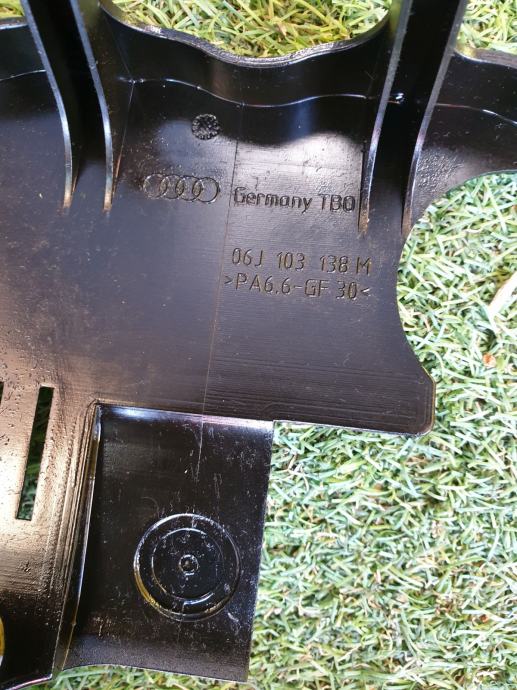 Germany TBO
06J 103 138 M
>PA6.6-GF 30<